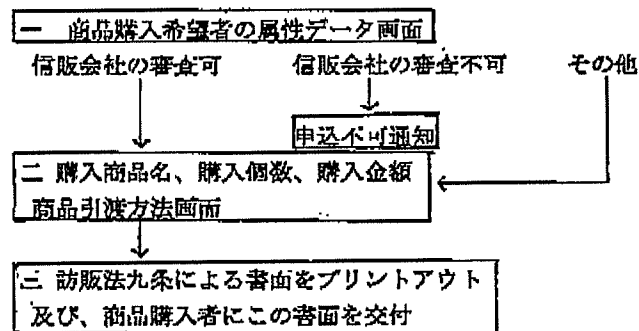 一 商品購入希望者の属性データ画面
信販会社の審査可 信販会社の審査不可 その他
申込不可通知
二 購入商品名、購入個数、購入金額
商品引渡方法画面
三 訪販法九条による書面をプリントアウト
及び、商品購入者にこの書面を交付